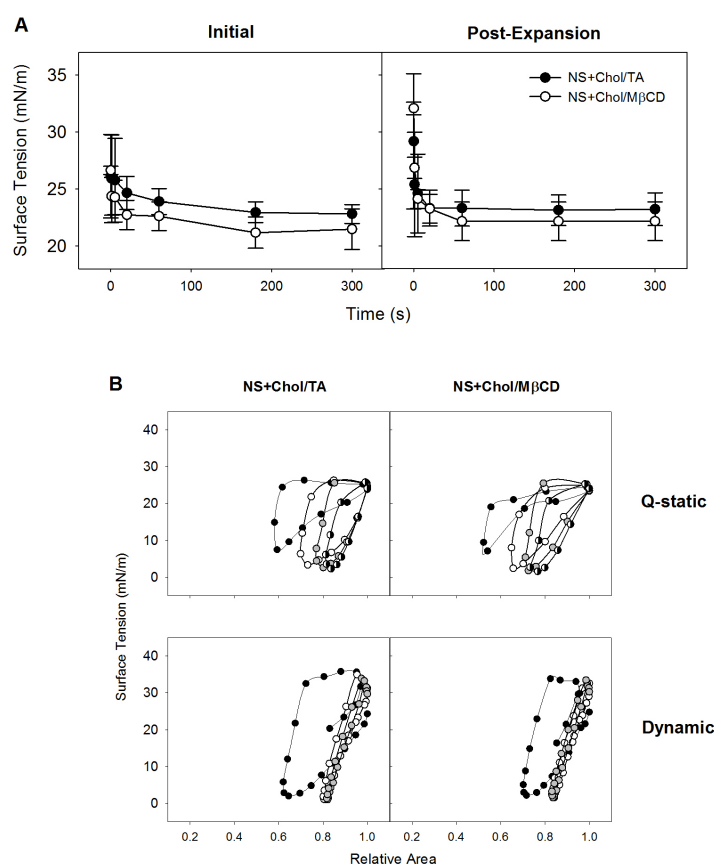 A
Initial
Post-Expansion
Surface Tension (mN/m)
35
30
25
20
NS+Chol/TA
NS+Chol/MβCD
0 100 200 300
0 100 200 300
Time (s)
B
NS+Chol/TA
NS+Chol/MβCD
Surface Tension (mN/m)
40
30
20
10
0
Q-static
40
30
20
10
0
Dynamic
0.2 0.4 0.6 0.8 1.0
0.2 0.4 0.6 0.8 1.0
Relative Area